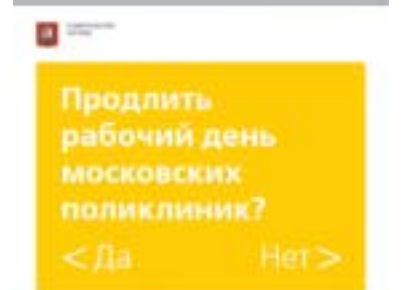 Продлить
рабочий день
московских
поликлиник?
< Да Нет >